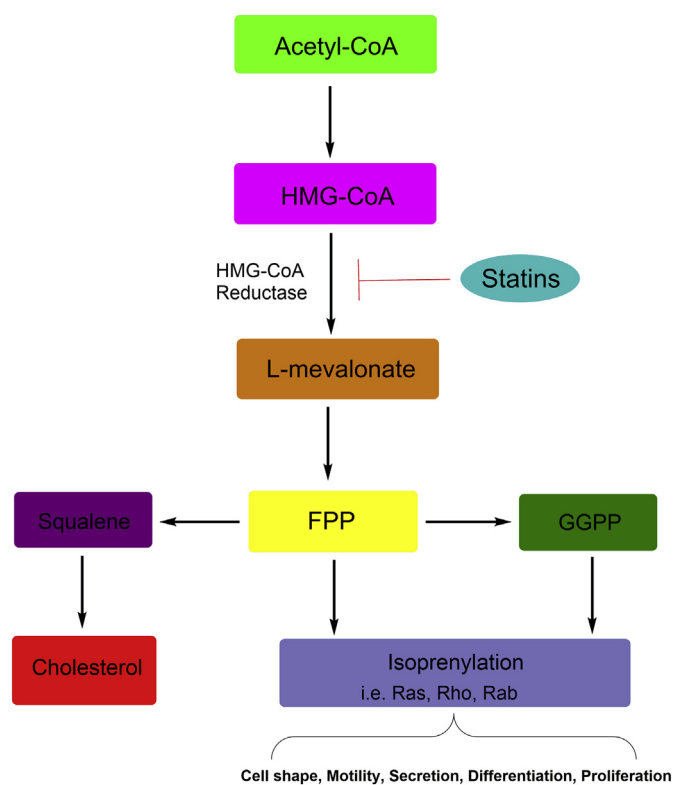 Acetyl-CoA
HMG-CoA
HMG-CoA
Reductase
Statins
L-mevalonate
Squalene
FPP
GGPP
Cholesterol
Isoprenylation
i.e. Ras, Rho, Rab
Cell shape, Motility, Secretion, Differentiation, Proliferation